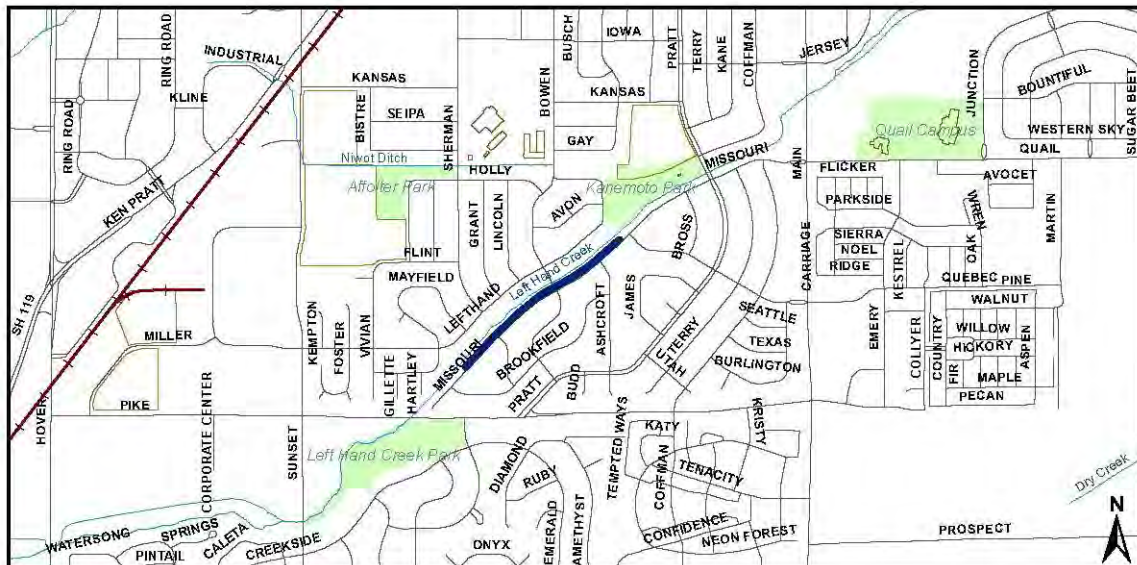 RING ROAD
INDUSTRIAL
KLINE
RING ROAD
KEN PRATT
SH 119
HOVER
MILLER
PIKE
CORPORATE CENTER
SUNSET
KANSAS
BISTRE
SEIPA
SHERMAN
Niwot Ditch
HOLLY
Affolter Park
FLINT
MAYFIELD
GRANT
LINCOLN
LEFTHAND
KEMPTON
FOSTER
VIVIAN
GILLETTE
HARTLEY
MISSOURI
BUSCH
IOWA
BOWEN
KANSAS
GAY
AVON
Kanemoto Park
Left Hand Creek
PRATT
TERRY
KANE
COFFMAN
JERSEY
MISSOURI
BROSS
JAMES
ASHCROFT
BROOKFIELD
BUDD
PRATT
UTE
TERRY
UTAH
SEATTLE
TEXAS
BURLINGTON
MAIN
CARRIAGE
FLICKER
PARKSIDE
SIERRA
NOEL
RIDGE
Quail Campus
JUNCTION
BOUNTIFUL
WESTERN SKY
QUAIL
SUGAR BEET
AVOCET
WREN
OAK
KESTREL
MARTIN
QUEBEC
PINE
WALNUT
WILLOW
HICKORY
FIR
MAPLE
PECAN
ASPEN
EMERY
COLLYER
COUNTRY
Left Hand Creek Park
DIAMOND
RUBY
TEMPTED WAYS
KATY
KRISTY
COFFMAN
TENACITY
CONFIDENCE
NEON FOREST
EMERALD
AMETHYST
ONYX
WATERSONG
SPRINGS
PINTAIL
CALETA
CREEKSIDE
Dry Creek
PROSPECT
N